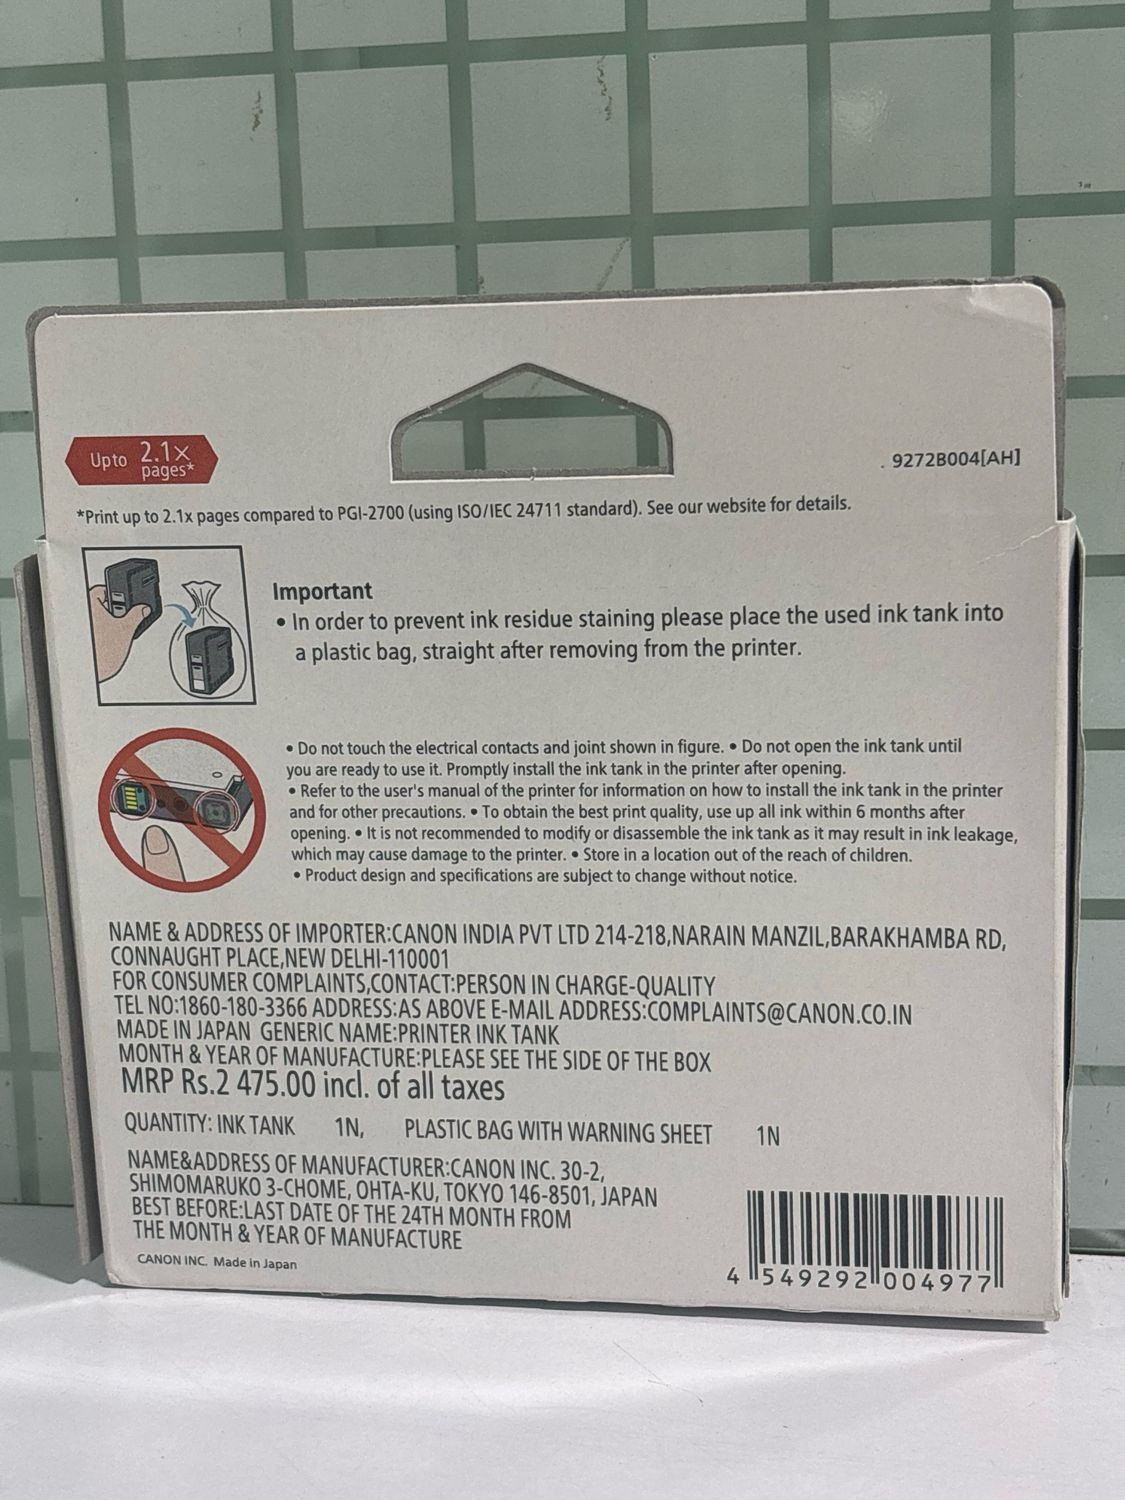 Upto 2.1x
pages*
. 9272B004[AH]
*Print up to 2.1x pages compared to PGI-2700 (using ISO/IEC 24711 standard). See our website for details.
Important
• In order to prevent ink residue staining please place the used ink tank into
a plastic bag, straight after removing from the printer.
• Do not touch the electrical contacts and joint shown in figure. • Do not open the ink tank until
you are ready to use it. Promptly install the ink tank in the printer after opening.
• Refer to the user's manual of the printer for information on how to install the ink tank in the printer
and for other precautions. • To obtain the best print quality, use up all ink within 6 months after
opening. • It is not recommended to modify or disassemble the ink tank as it may result in ink leakage,
which may cause damage to the printer. • Store in a location out of the reach of children.
• Product design and specifications are subject to change without notice.
NAME & ADDRESS OF IMPORTER:CANON INDIA PVT LTD 214-218,NARAIN MANZIL,BARAKHAMBA RD,
CONNAUGHT PLACE,NEW DELHI-110001
FOR CONSUMER COMPLAINTS,CONTACT:PERSON IN CHARGE-QUALITY
TEL NO:1860-180-3366 ADDRESS:AS ABOVE E-MAIL ADDRESS:COMPLAINTS@CANON.CO.IN
MADE IN JAPAN GENERIC NAME:PRINTER INK TANK
MONTH & YEAR OF MANUFACTURE:PLEASE SEE THE SIDE OF THE BOX
MRP Rs.2 475.00 incl. of all taxes
QUANTITY: INK TANK 1N, PLASTIC BAG WITH WARNING SHEET 1N
NAME&ADDRESS OF MANUFACTURER:CANON INC. 30-2,
SHIMOMARUKO 3-CHOME, OHTA-KU, TOKYO 146-8501, JAPAN
BEST BEFORE:LAST DATE OF THE 24TH MONTH FROM
THE MONTH & YEAR OF MANUFACTURE
CANON INC. Made in Japan
4 549292 004977